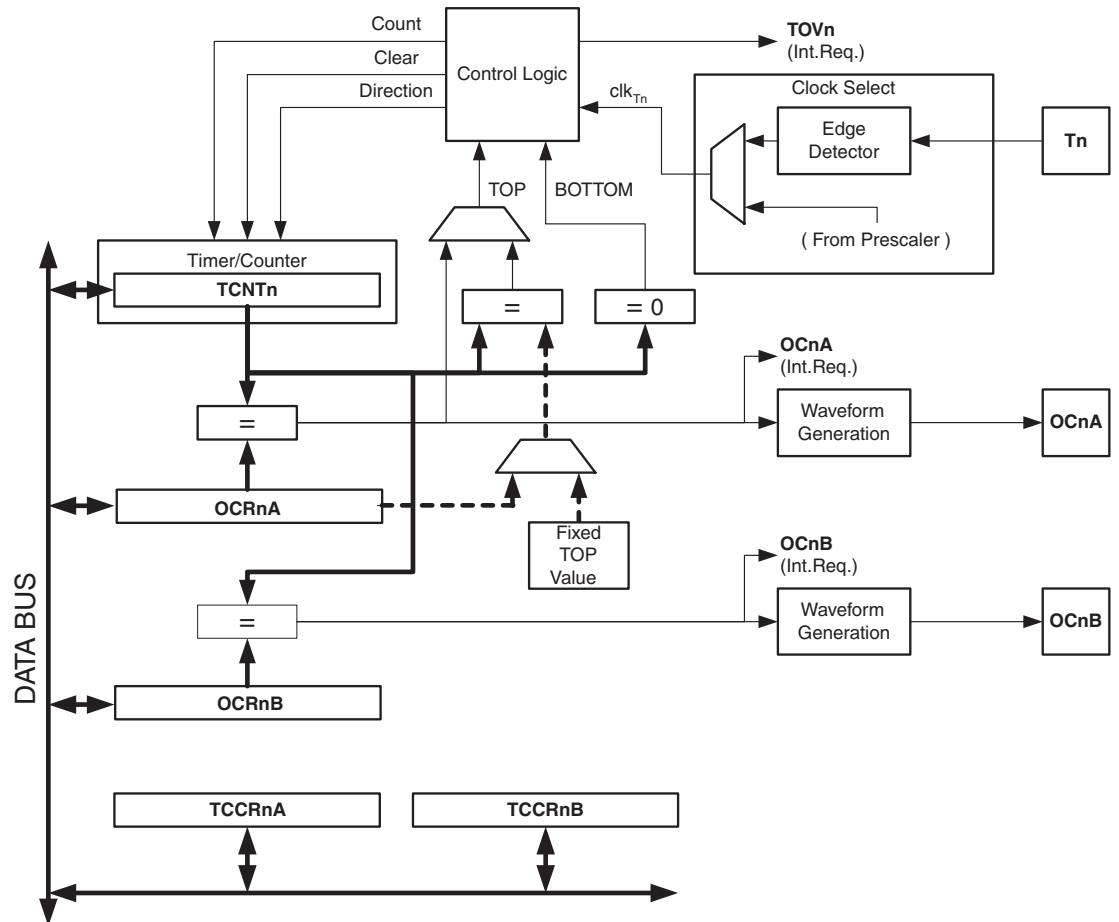 Count
Clear
Direction
Control Logic
TOVn
(Int.Req.)
clkTn
Clock Select
Edge
Detector
Tn
( From Prescaler )
TOP
BOTTOM
Timer/Counter
TCNTn
=
= 0
OCnA
(Int.Req.)
=
Waveform
Generation
OCnA
OCRnA
Fixed
TOP
Value
OCnB
(Int.Req.)
=
Waveform
Generation
OCnB
OCRnB
DATA BUS
TCCRnA
TCCRnB